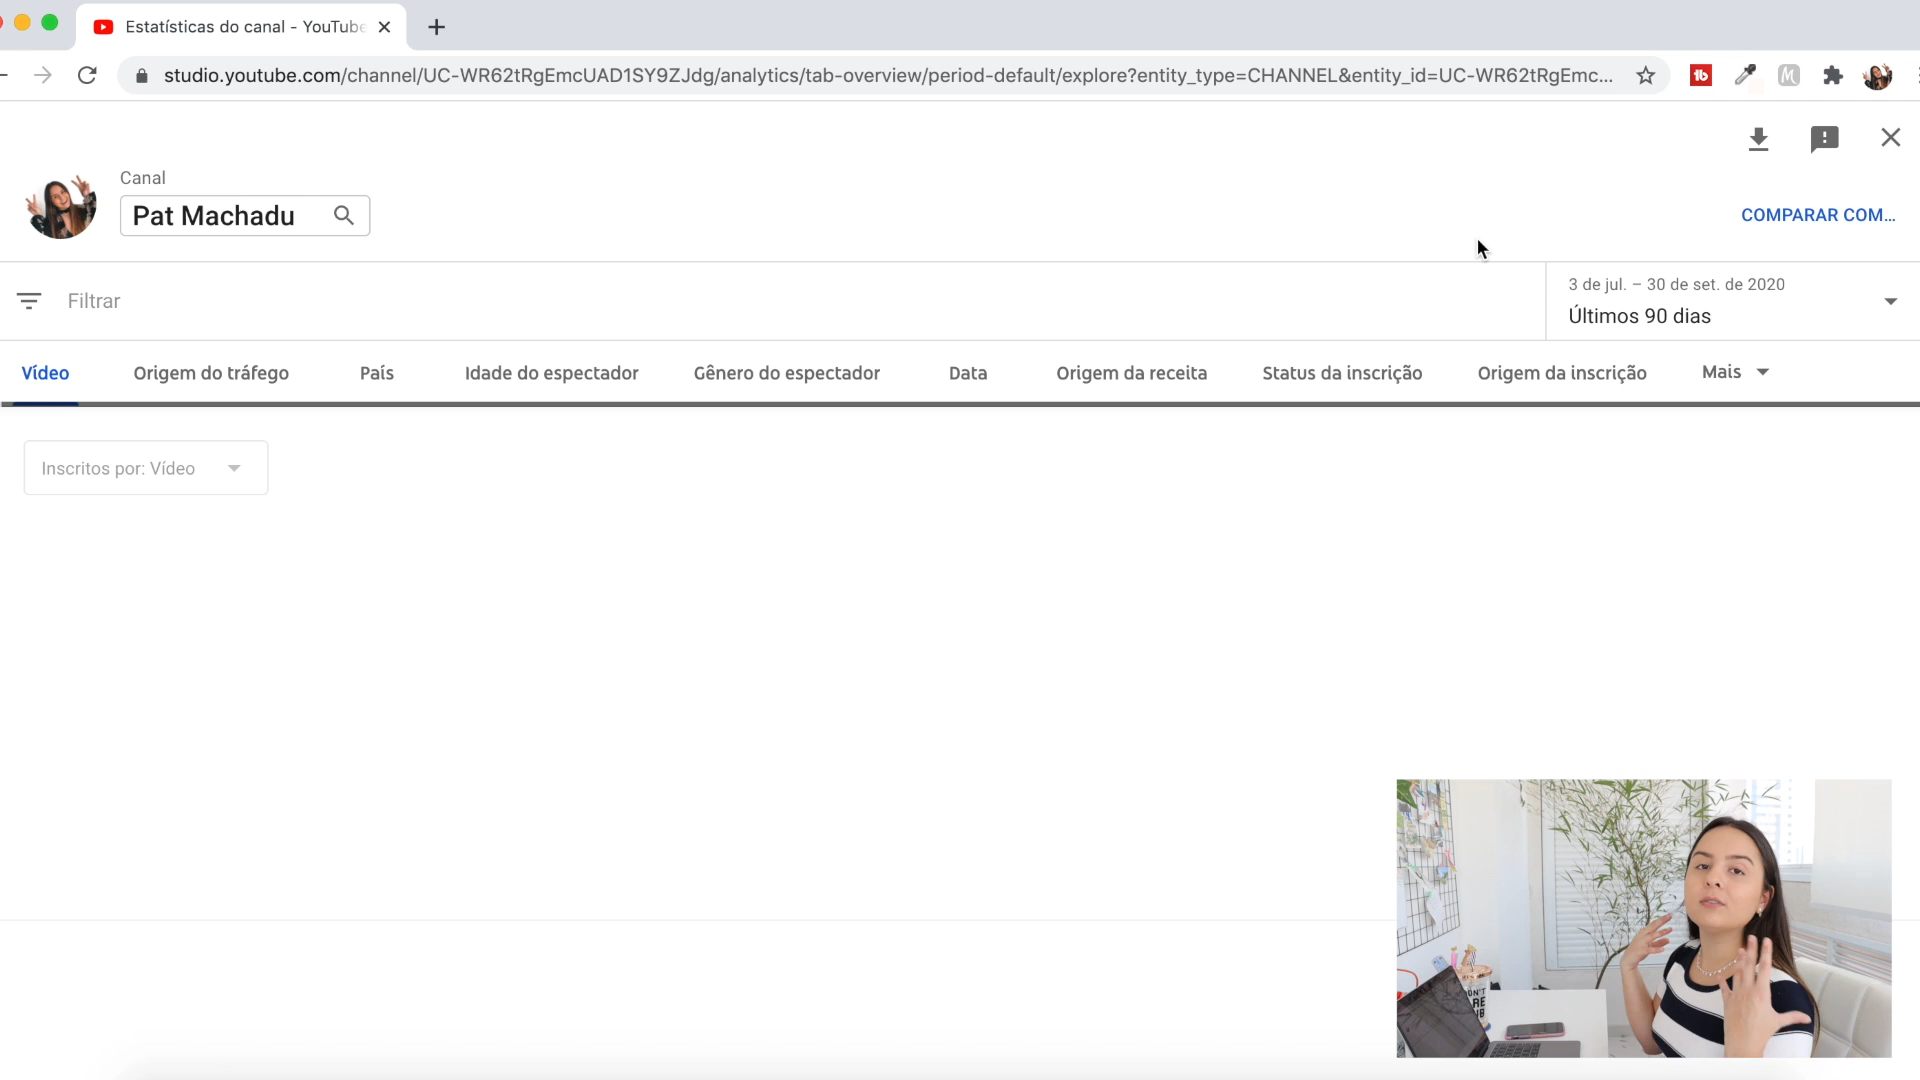 Estatísticas do canal - YouTube
studio.youtube.com/channel/UC-WR62tRgEmcUAD1SY9ZJdg/analytics/tab-overview/period-default/explore?entity_type=CHANNEL&entity_id=UC-WR62tRgEmc...
Canal
Pat Machadu
COMPARAR COM...
Filtrar
3 de jul. – 30 de set. de 2020
Últimos 90 dias
Vídeo Origem do tráfego País Idade do espectador Gênero do espectador Data Origem da receita Status da inscrição Origem da inscrição Mais
Inscritos por: Vídeo